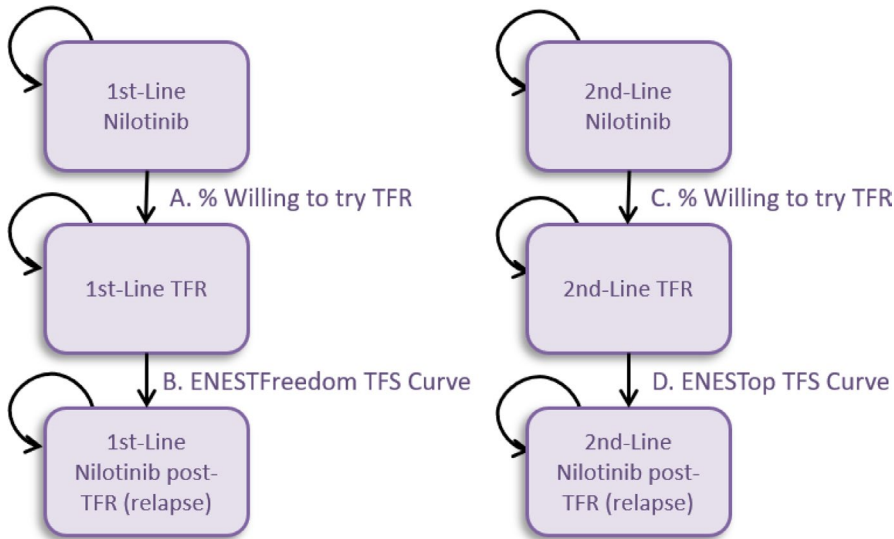 1st-Line
Nilotinib
A. % Willing to try TFR
1st-Line TFR
B. ENESTFreedom TFS Curve
1st-Line
Nilotinib post-
TFR (relapse)
2nd-Line
Nilotinib
C. % Willing to try TFR
2nd-Line TFR
D. ENESTop TFS Curve
2nd-Line
Nilotinib post-
TFR (relapse)